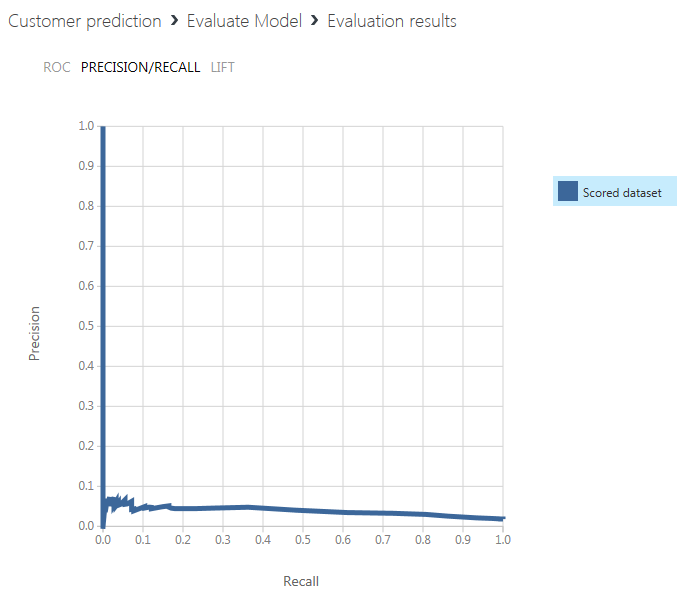 Customer prediction › Evaluate Model › Evaluation results
ROC PRECISION/RECALL LIFT
1.0
0.9
Scored dataset
0.8
0.7
0.6
0.5
Precision
0.4
0.3
0.2
0.1
0.0
0.0 0.1 0.2 0.3 0.4 0.5 0.6 0.7 0.8 0.9 1.0
Recall